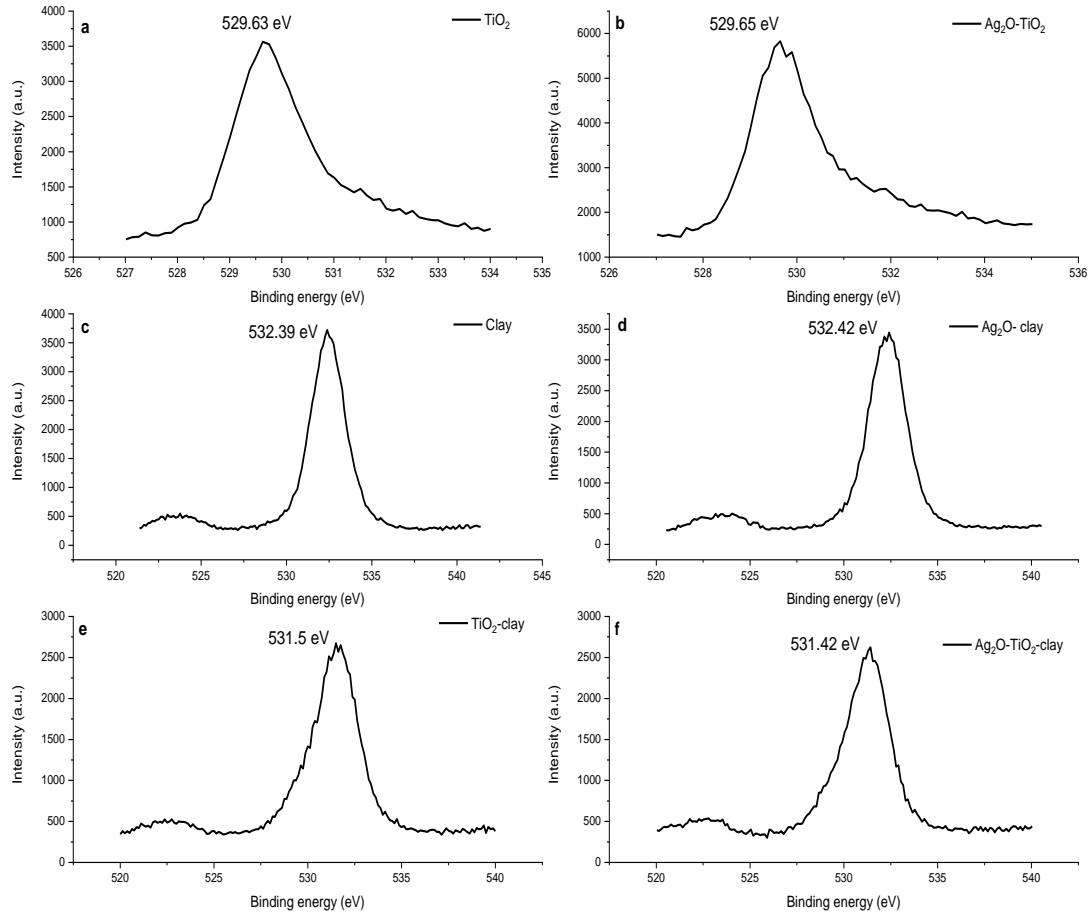 a
529.63 eV
TiO₂
Intensity (a.u.)
4000
3500
3000
2500
2000
1500
1000
500
526 527 528 529 530 531 532 533 534 535
Binding energy (eV)
b
529.65 eV
Ag₂O-TiO₂
Intensity (a.u.)
6000
5000
4000
3000
2000
1000
526 528 530 532 534 536
Binding energy (eV)
c
532.39 eV
Clay
Intensity (a.u.)
4000
3500
3000
2500
2000
1500
1000
500
0
520 525 530 535 540 545
Binding energy (eV)
d
532.42 eV
Ag₂O- clay
Intensity (a.u.)
3500
3000
2500
2000
1500
1000
500
0
520 525 530 535 540
Binding energy (eV)
e
531.5 eV
TiO₂-clay
Intensity (a.u.)
3000
2500
2000
1500
1000
500
0
520 525 530 535 540
Binding energy (eV)
f
531.42 eV
Ag₂O-TiO₂-clay
Intensity (a.u.)
3000
2500
2000
1500
1000
500
0
520 525 530 535 540
Binding energy (eV)